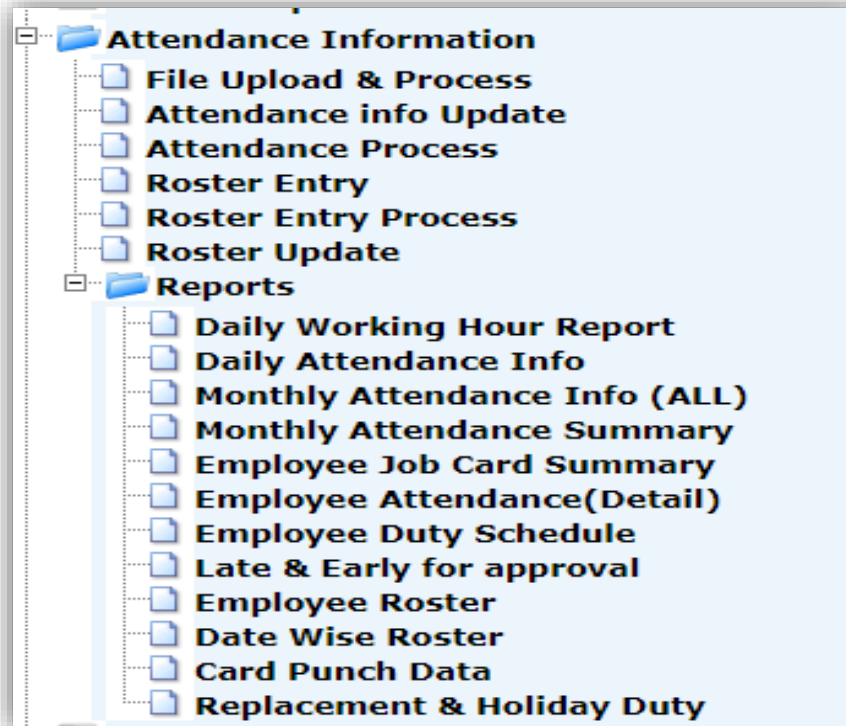 Attendance Information
File Upload & Process
Attendance info Update
Attendance Process
Roster Entry
Roster Entry Process
Roster Update
Reports
Daily Working Hour Report
Daily Attendance Info
Monthly Attendance Info (ALL)
Monthly Attendance Summary
Employee Job Card Summary
Employee Attendance(Detail)
Employee Duty Schedule
Late & Early for approval
Employee Roster
Date Wise Roster
Card Punch Data
Replacement & Holiday Duty